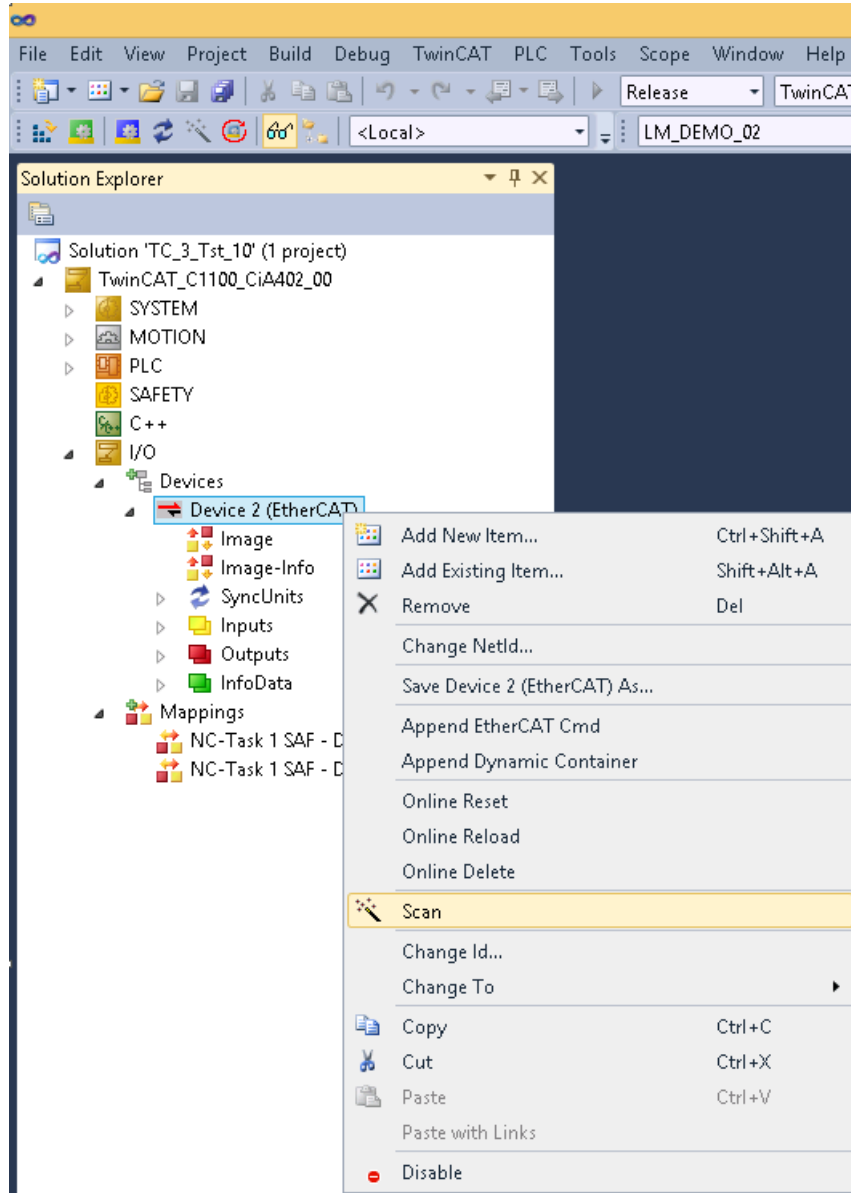 File Edit View Project Build Debug TwinCAT PLC Tools Scope Window Help
Release TwinCAT
<Local> LM_DEMO_02
Solution Explorer
Solution 'TC_3_Tst_10' (1 project)
TwinCAT_C1100_CiA402_00
SYSTEM
MOTION
PLC
SAFETY
C++
I/O
Devices
Device 2 (EtherCAT)
Image
Image-Info
SyncUnits
Inputs
Outputs
InfoData
Mappings
NC-Task 1 SAF - D
NC-Task 1 SAF - D
Add New Item... Ctrl+Shift+A
Add Existing Item... Shift+Alt+A
Remove Del
Change NetId...
Save Device 2 (EtherCAT) As...
Append EtherCAT Cmd
Append Dynamic Container
Online Reset
Online Reload
Online Delete
Scan
Change Id...
Change To
Copy Ctrl+C
Cut Ctrl+X
Paste Ctrl+V
Paste with Links
Disable